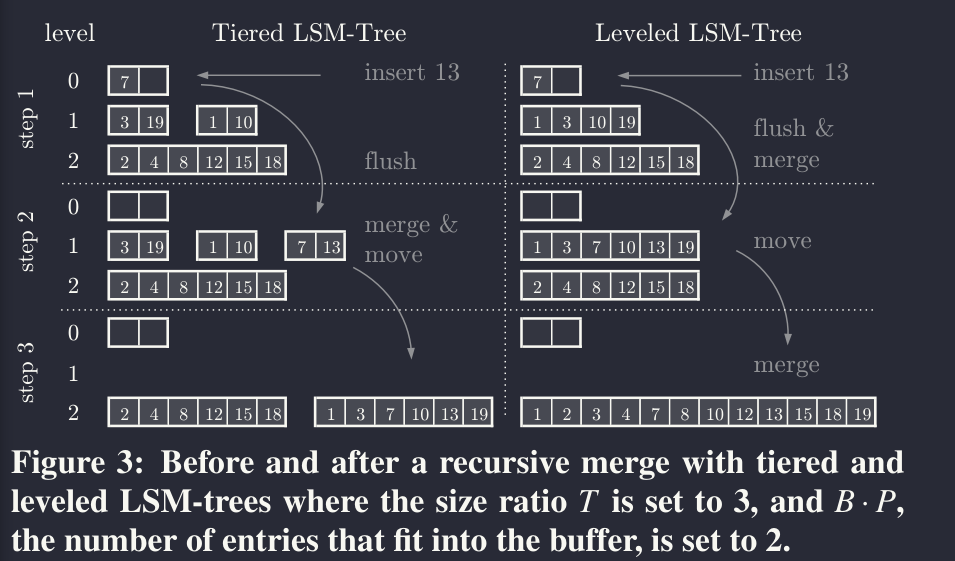 level Tiered LSM-Tree Leveled LSM-Tree
step 1
0 7 insert 13 7 insert 13
1 3 19 1 10 1 3 10 19 flush &
2 2 4 8 12 15 18 flush 2 4 8 12 15 18 merge
step 2
0
1 3 19 1 10 7 13 merge & 1 3 7 10 13 19 move
move
2 2 4 8 12 15 18 2 4 8 12 15 18
step 3
0
1 merge
2 2 4 8 12 15 18 1 3 7 10 13 19 1 2 3 4 7 8 10 12 13 15 18 19
Figure 3: Before and after a recursive merge with tiered and
leveled LSM-trees where the size ratio T is set to 3, and B · P,
the number of entries that fit into the buffer, is set to 2.